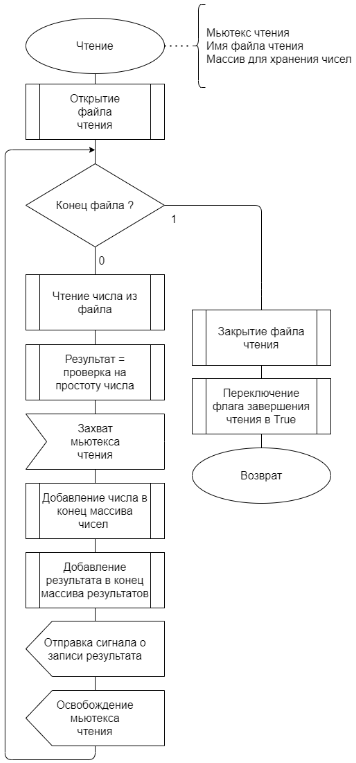 Чтение
Мьютекс чтения
Имя файла чтения
Массив для хранения чисел
Открытие
файла
чтения
Конец файла ?
1
0
Чтение числа из
файла
Результат =
проверка на
простоту числа
Захват
мьютекса
чтения
Добавление числа в
конец массива
чисел
Добавление
результата в конец
массива результатов
Отправка сигнала о
записи результата
Освобождение
мьютекса
чтения
Закрытие файла
чтения
Переключение
флага завершения
чтения в True
Возврат